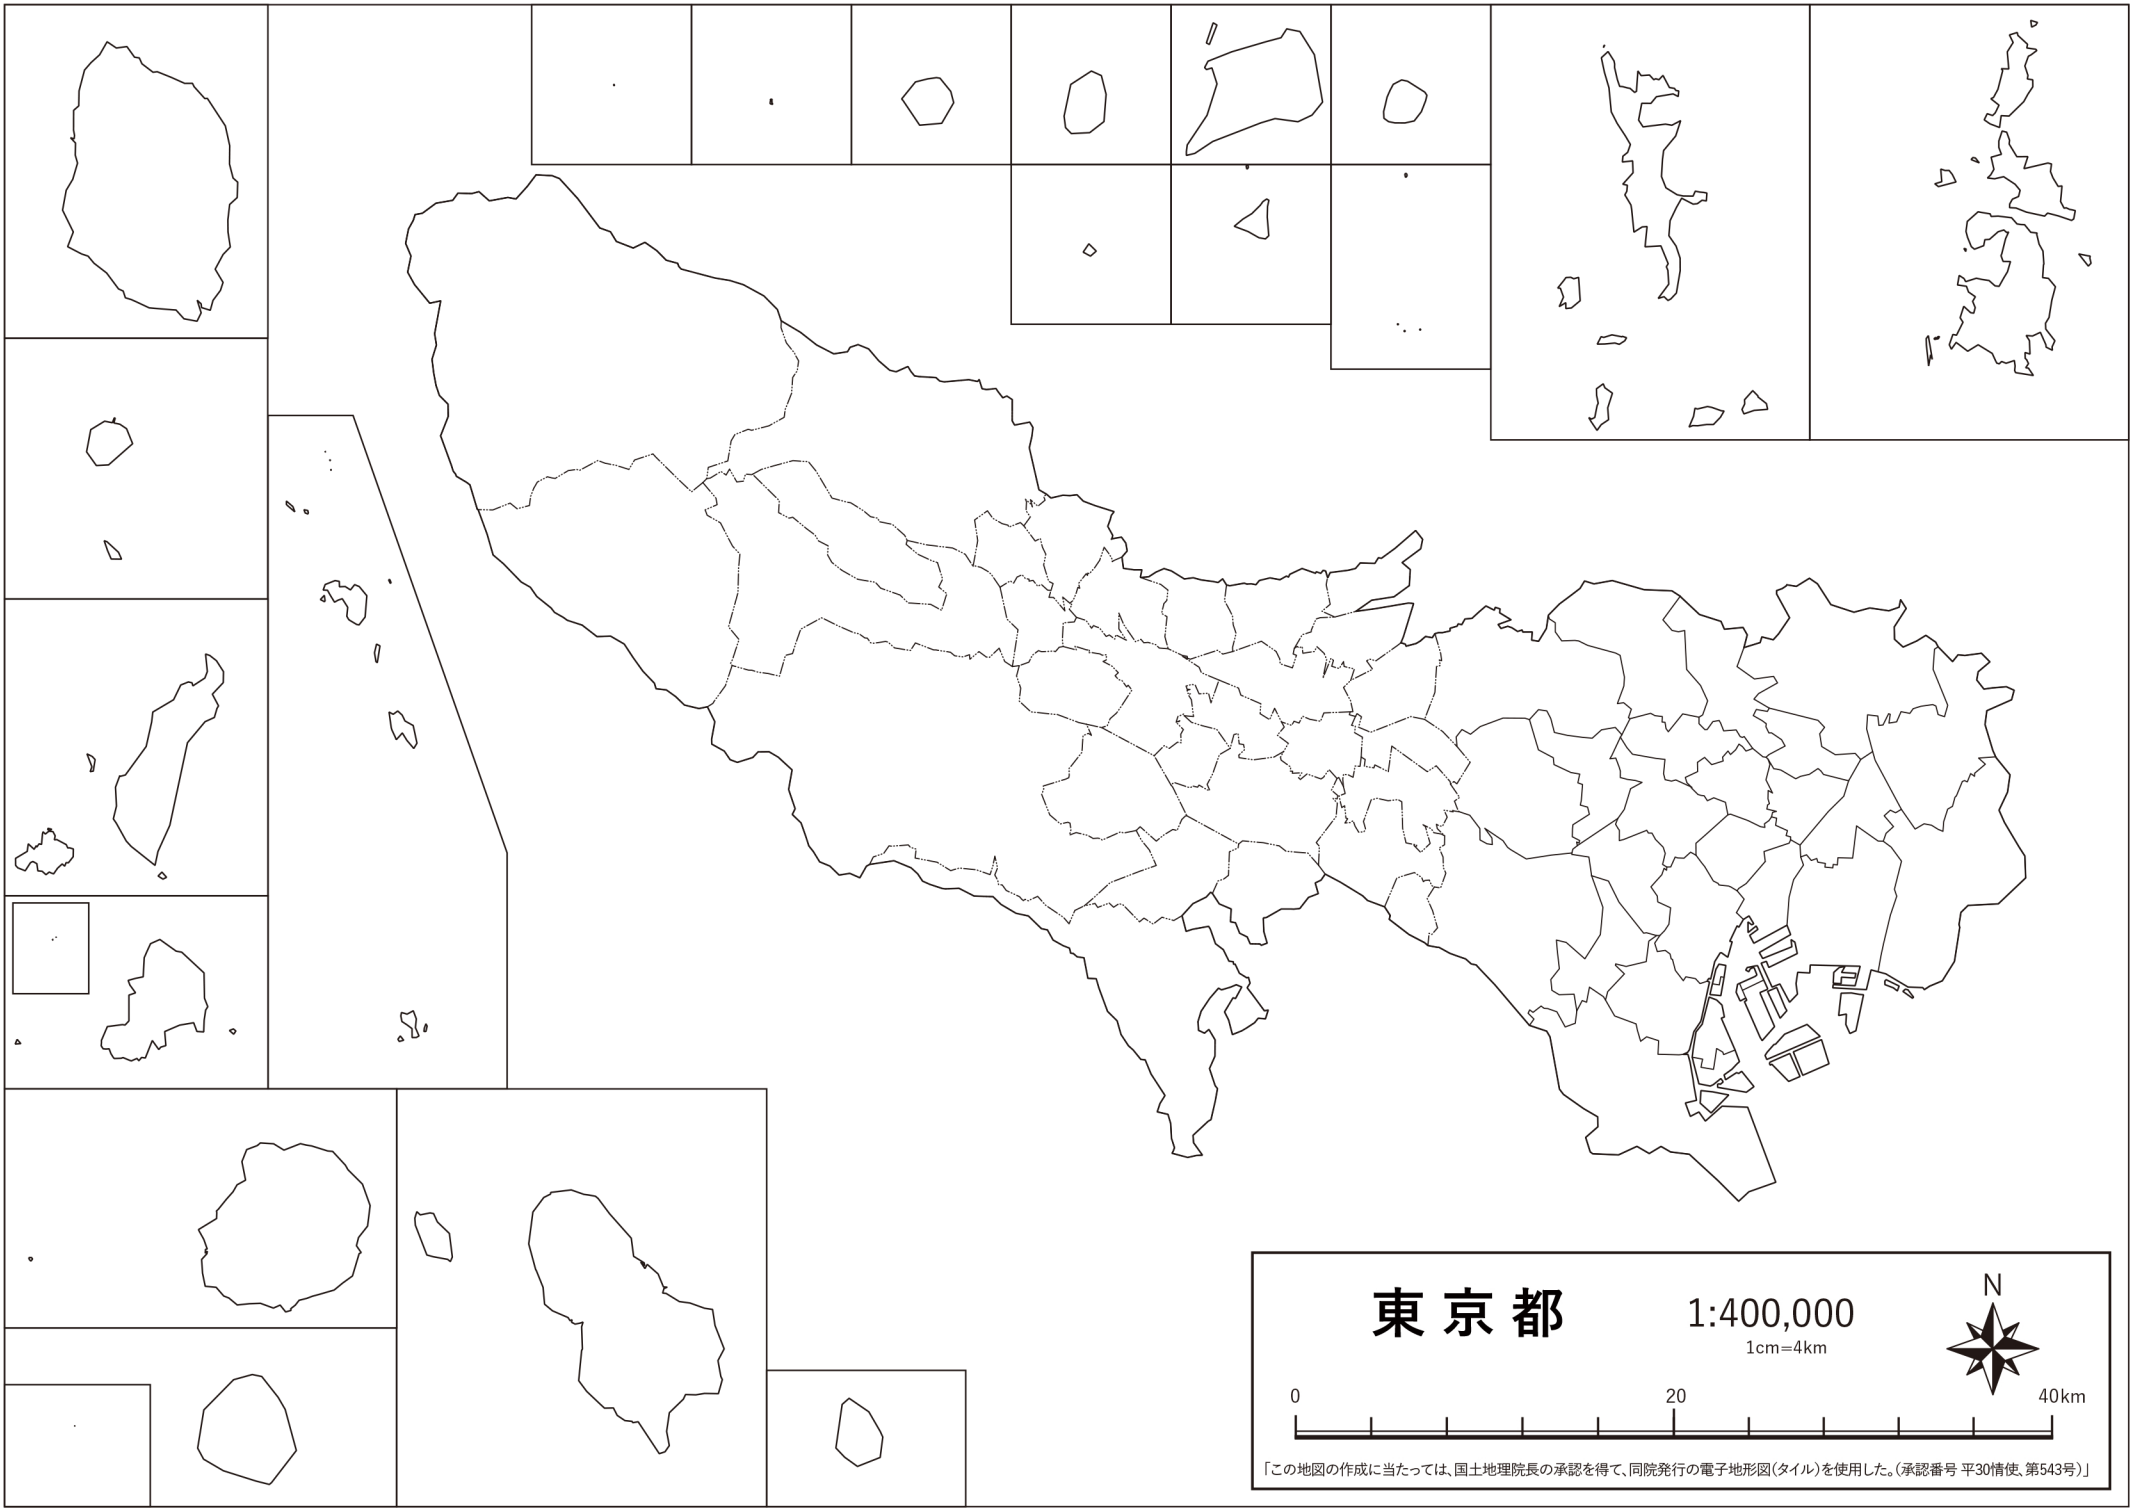 東京都
1:400,000
1cm=4km
N
0 20 40km
「この地図の作成に当たっては、国土地理院長の承認を得て、同院発行の電子地形図(タイル)を使用した。(承認番号 平30情使、第543号)」